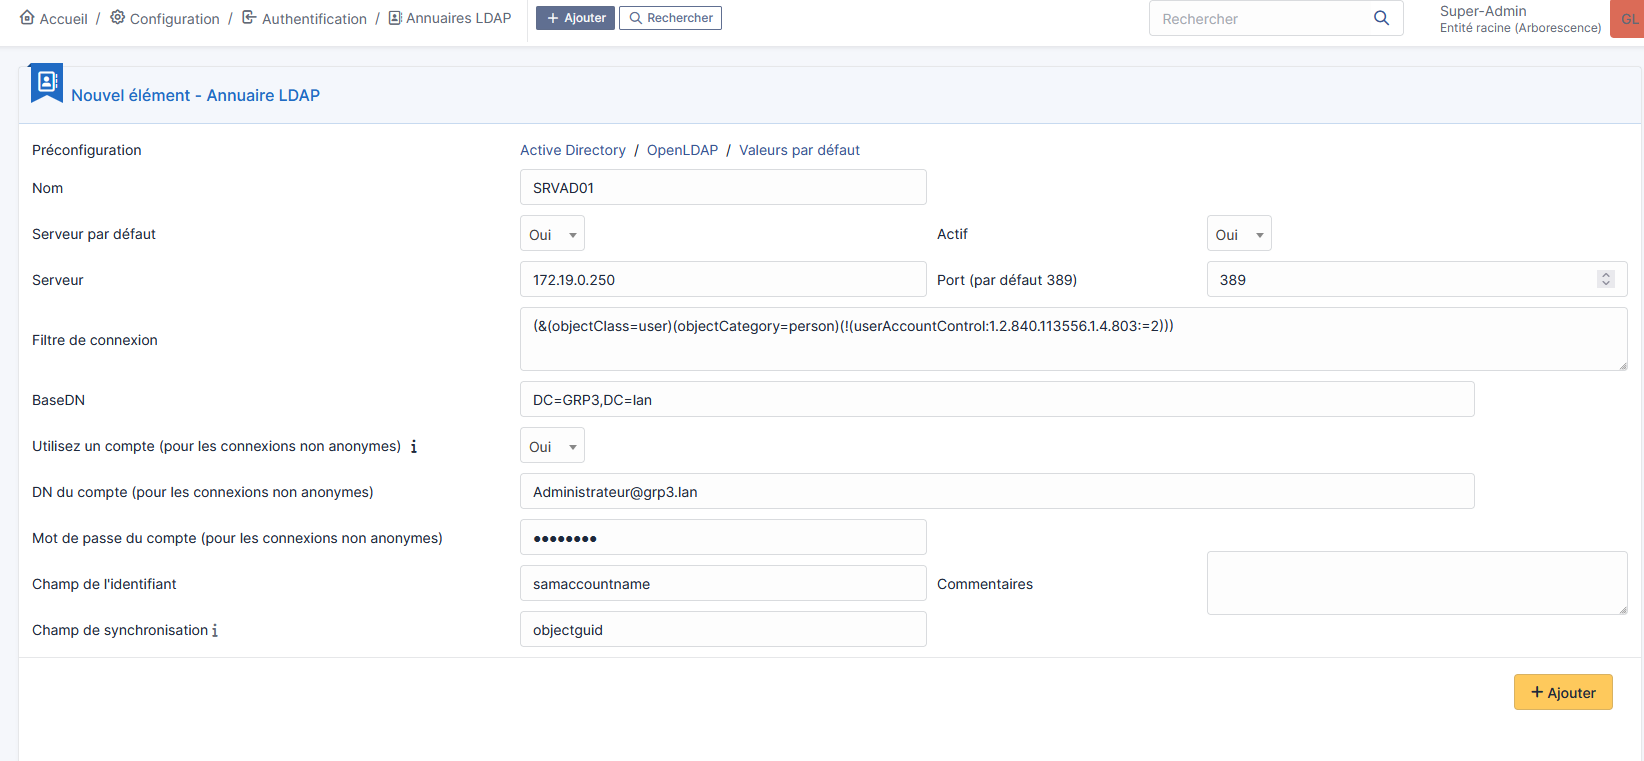 Accueil / Configuration / Authentification / Annuaires LDAP + Ajouter Rechercher Rechercher Super-Admin
Entité racine (Arborescence) GL
Nouvel élément - Annuaire LDAP
Préconfiguration Active Directory / OpenLDAP / Valeurs par défaut
Nom SRVAD01
Serveur par défaut Oui Actif Oui
Serveur 172.19.0.250 Port (par défaut 389) 389
Filtre de connexion (&(objectClass=user)(objectCategory=person)(!(userAccountControl:1.2.840.113556.1.4.803:=2)))
BaseDN DC=GRP3,DC=lan
Utilisez un compte (pour les connexions non anonymes) i Oui
DN du compte (pour les connexions non anonymes) Administrateur@grp3.lan
Mot de passe du compte (pour les connexions non anonymes) ••••••••
Champ de l'identifiant samaccountname Commentaires
Champ de synchronisation i objectguid
+ Ajouter